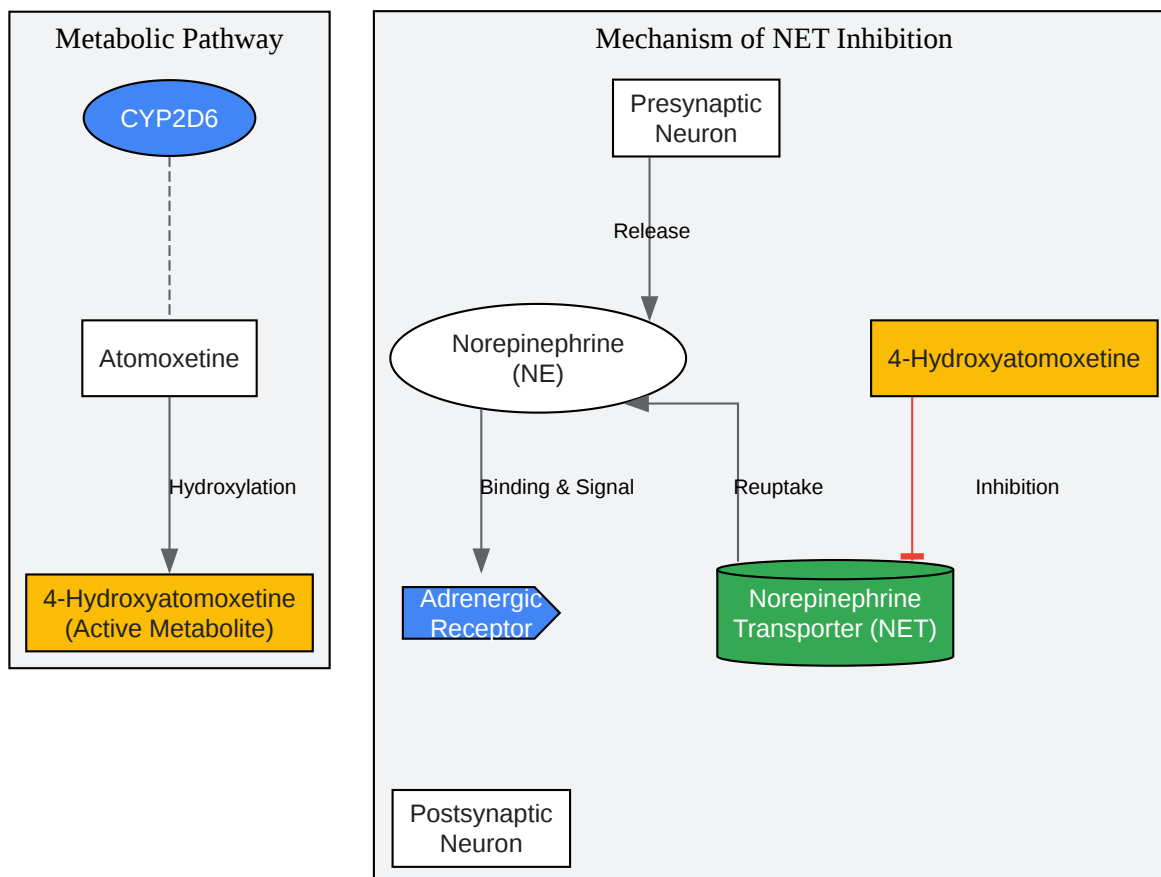 Metabolic Pathway
CYP2D6
Atomoxetine
Hydroxylation
4-Hydroxyatomoxetine
(Active Metabolite)
Mechanism of NET Inhibition
Presynaptic
Neuron
Release
Norepinephrine
(NE)
4-Hydroxyatomoxetine
Binding & Signal
Reuptake
Inhibition
Adrenergic
Receptor
Norepinephrine
Transporter (NET)
Postsynaptic
Neuron